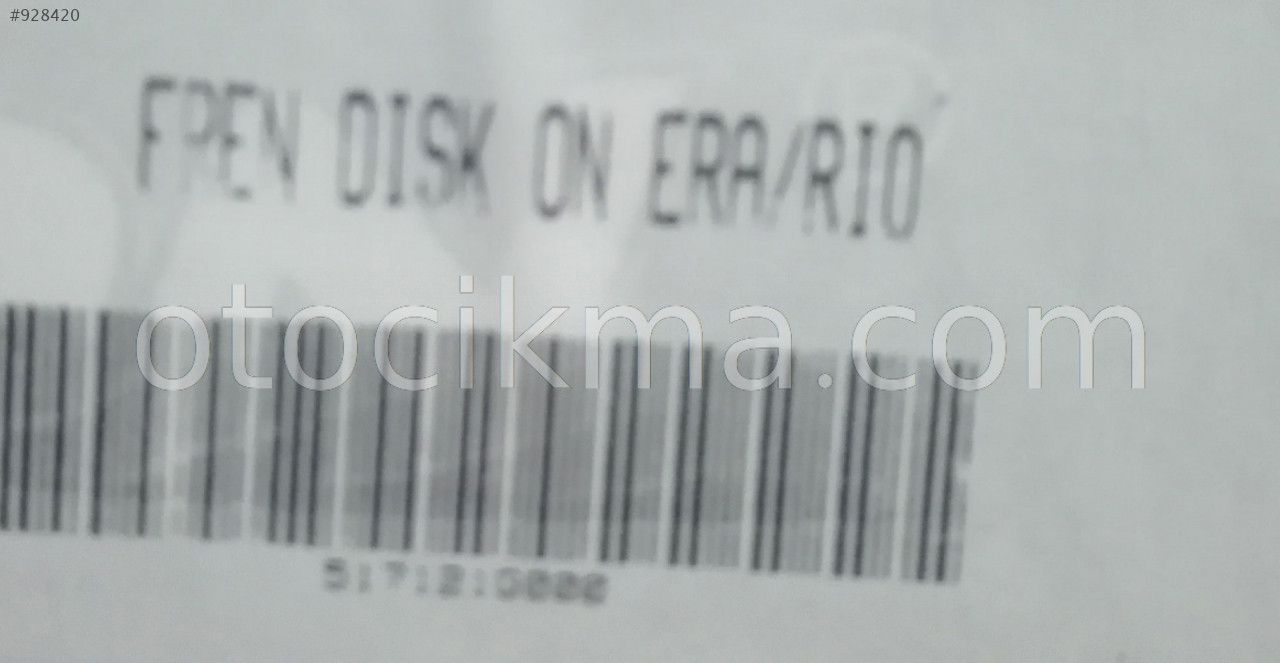 #928420
FREN DISK ON ERA/RIO
otocikma.com